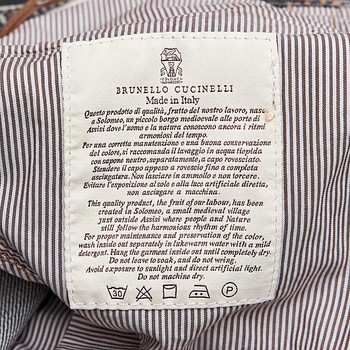 SOLOMEO
BRUNELLO CUCINELLI
Made in Italy
Questo prodotto di qualità, frutto del nostro lavoro, nasce
a Solomeo, un piccolo borgo medioevale alle porte di
Assisi dove l'uomo e la natura conoscono ancora i ritmi
armoniosi del tempo.
Per una corretta manutenzione e una buona conservazione
del colore, si raccomanda il lavaggio in acqua tiepida
con sapone neutro, separatamente, a capo rovesciato.
Stendere il capo appeso a rovescio fino a completa
asciugatura. Non lasciare in ammollo e non torcere.
Evitare l'esposizione al sole e alla luce artificiale diretta,
non asciugare a macchina.
This quality product, the fruit of our labour, has been
created in Solomeo, a small medieval village
just outside Assisi where people and Nature
still follow the harmonious rhythm of time.
For proper maintenance and preservation of the color,
wash inside out separately in lukewarm water with a mild
detergent. Hang the garment inside out until completely dry.
Do not leave to soak, and do not wring.
Avoid exposure to sunlight and direct artificial light.
Do not machine dry.
30 P